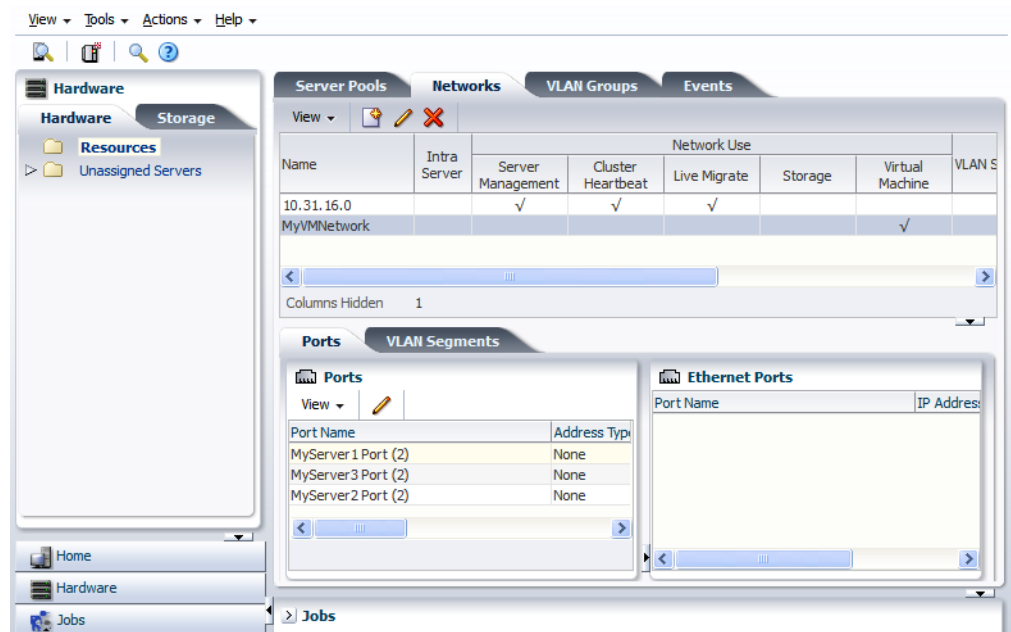 View Tools Actions Help
Hardware
Hardware Storage
Resources
Unassigned Servers
Home
Hardware
Jobs
Server Pools Networks VLAN Groups Events
View
Name Intra Server Network Use VLAN S
Server Management Cluster Heartbeat Live Migrate Storage Virtual Machine
10.31.16.0 √ √ √
MyVMNetwork √
Columns Hidden 1
Ports VLAN Segments
Ports
View
Port Name Address Type
MyServer1 Port (2) None
MyServer3 Port (2) None
MyServer2 Port (2) None
Ethernet Ports
Port Name IP Address
Jobs